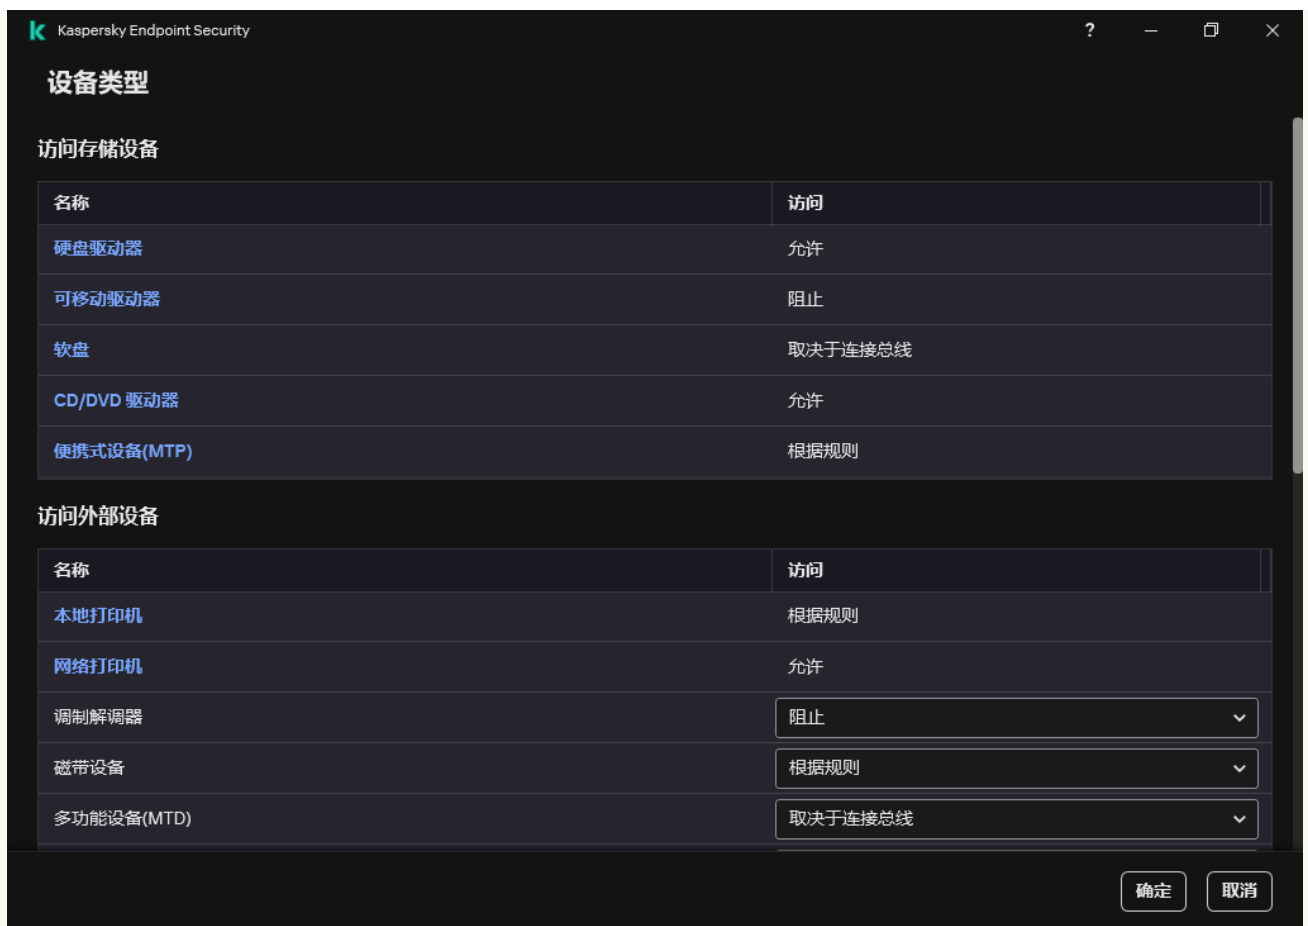 Kaspersky Endpoint Security
?
设备类型
访问存储设备
名称 访问
硬盘驱动器 允许
可移动驱动器 阻止
软盘 取决于连接总线
CD/DVD 驱动器 允许
便携式设备(MTP) 根据规则
访问外部设备
名称 访问
本地打印机 根据规则
网络打印机 允许
调制解调器 阻止
磁带设备 根据规则
多功能设备(MTD) 取决于连接总线
确定 取消